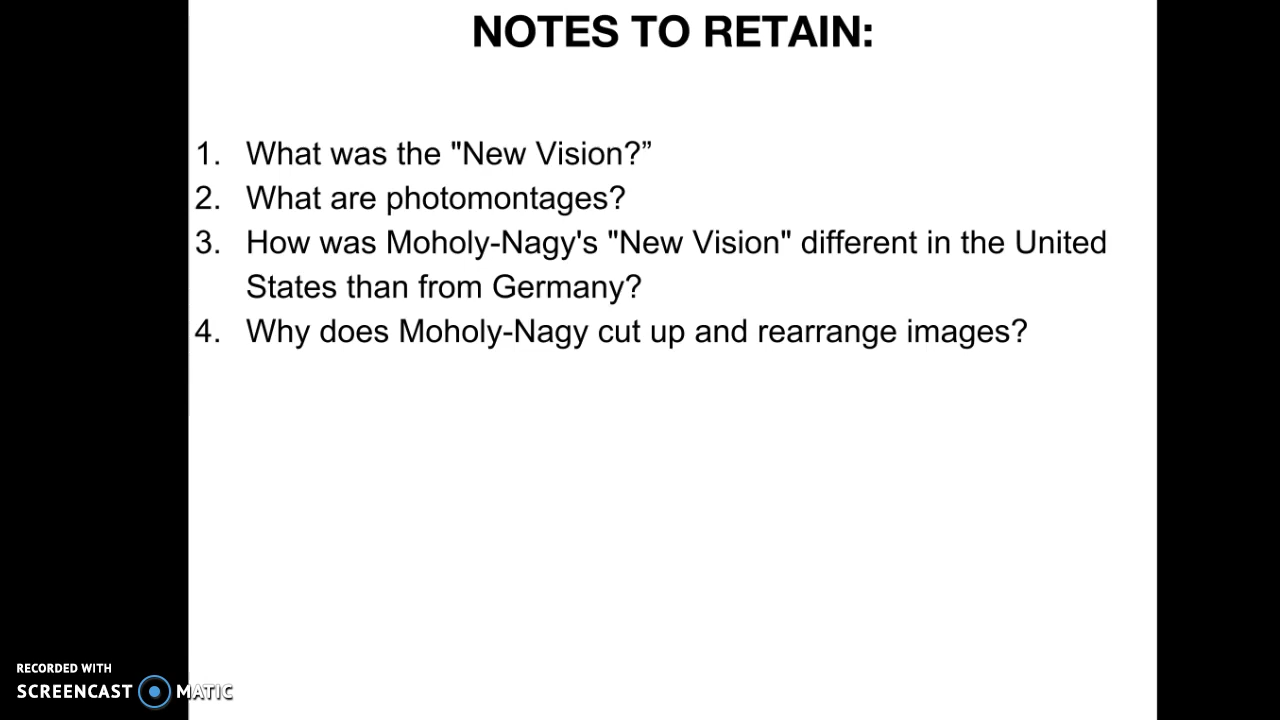 NOTES TO RETAIN:
1. What was the "New Vision?”
2. What are photomontages?
3. How was Moholy-Nagy's "New Vision" different in the United
States than from Germany?
4. Why does Moholy-Nagy cut up and rearrange images?
RECORDED WITH
SCREENCAST MATIC